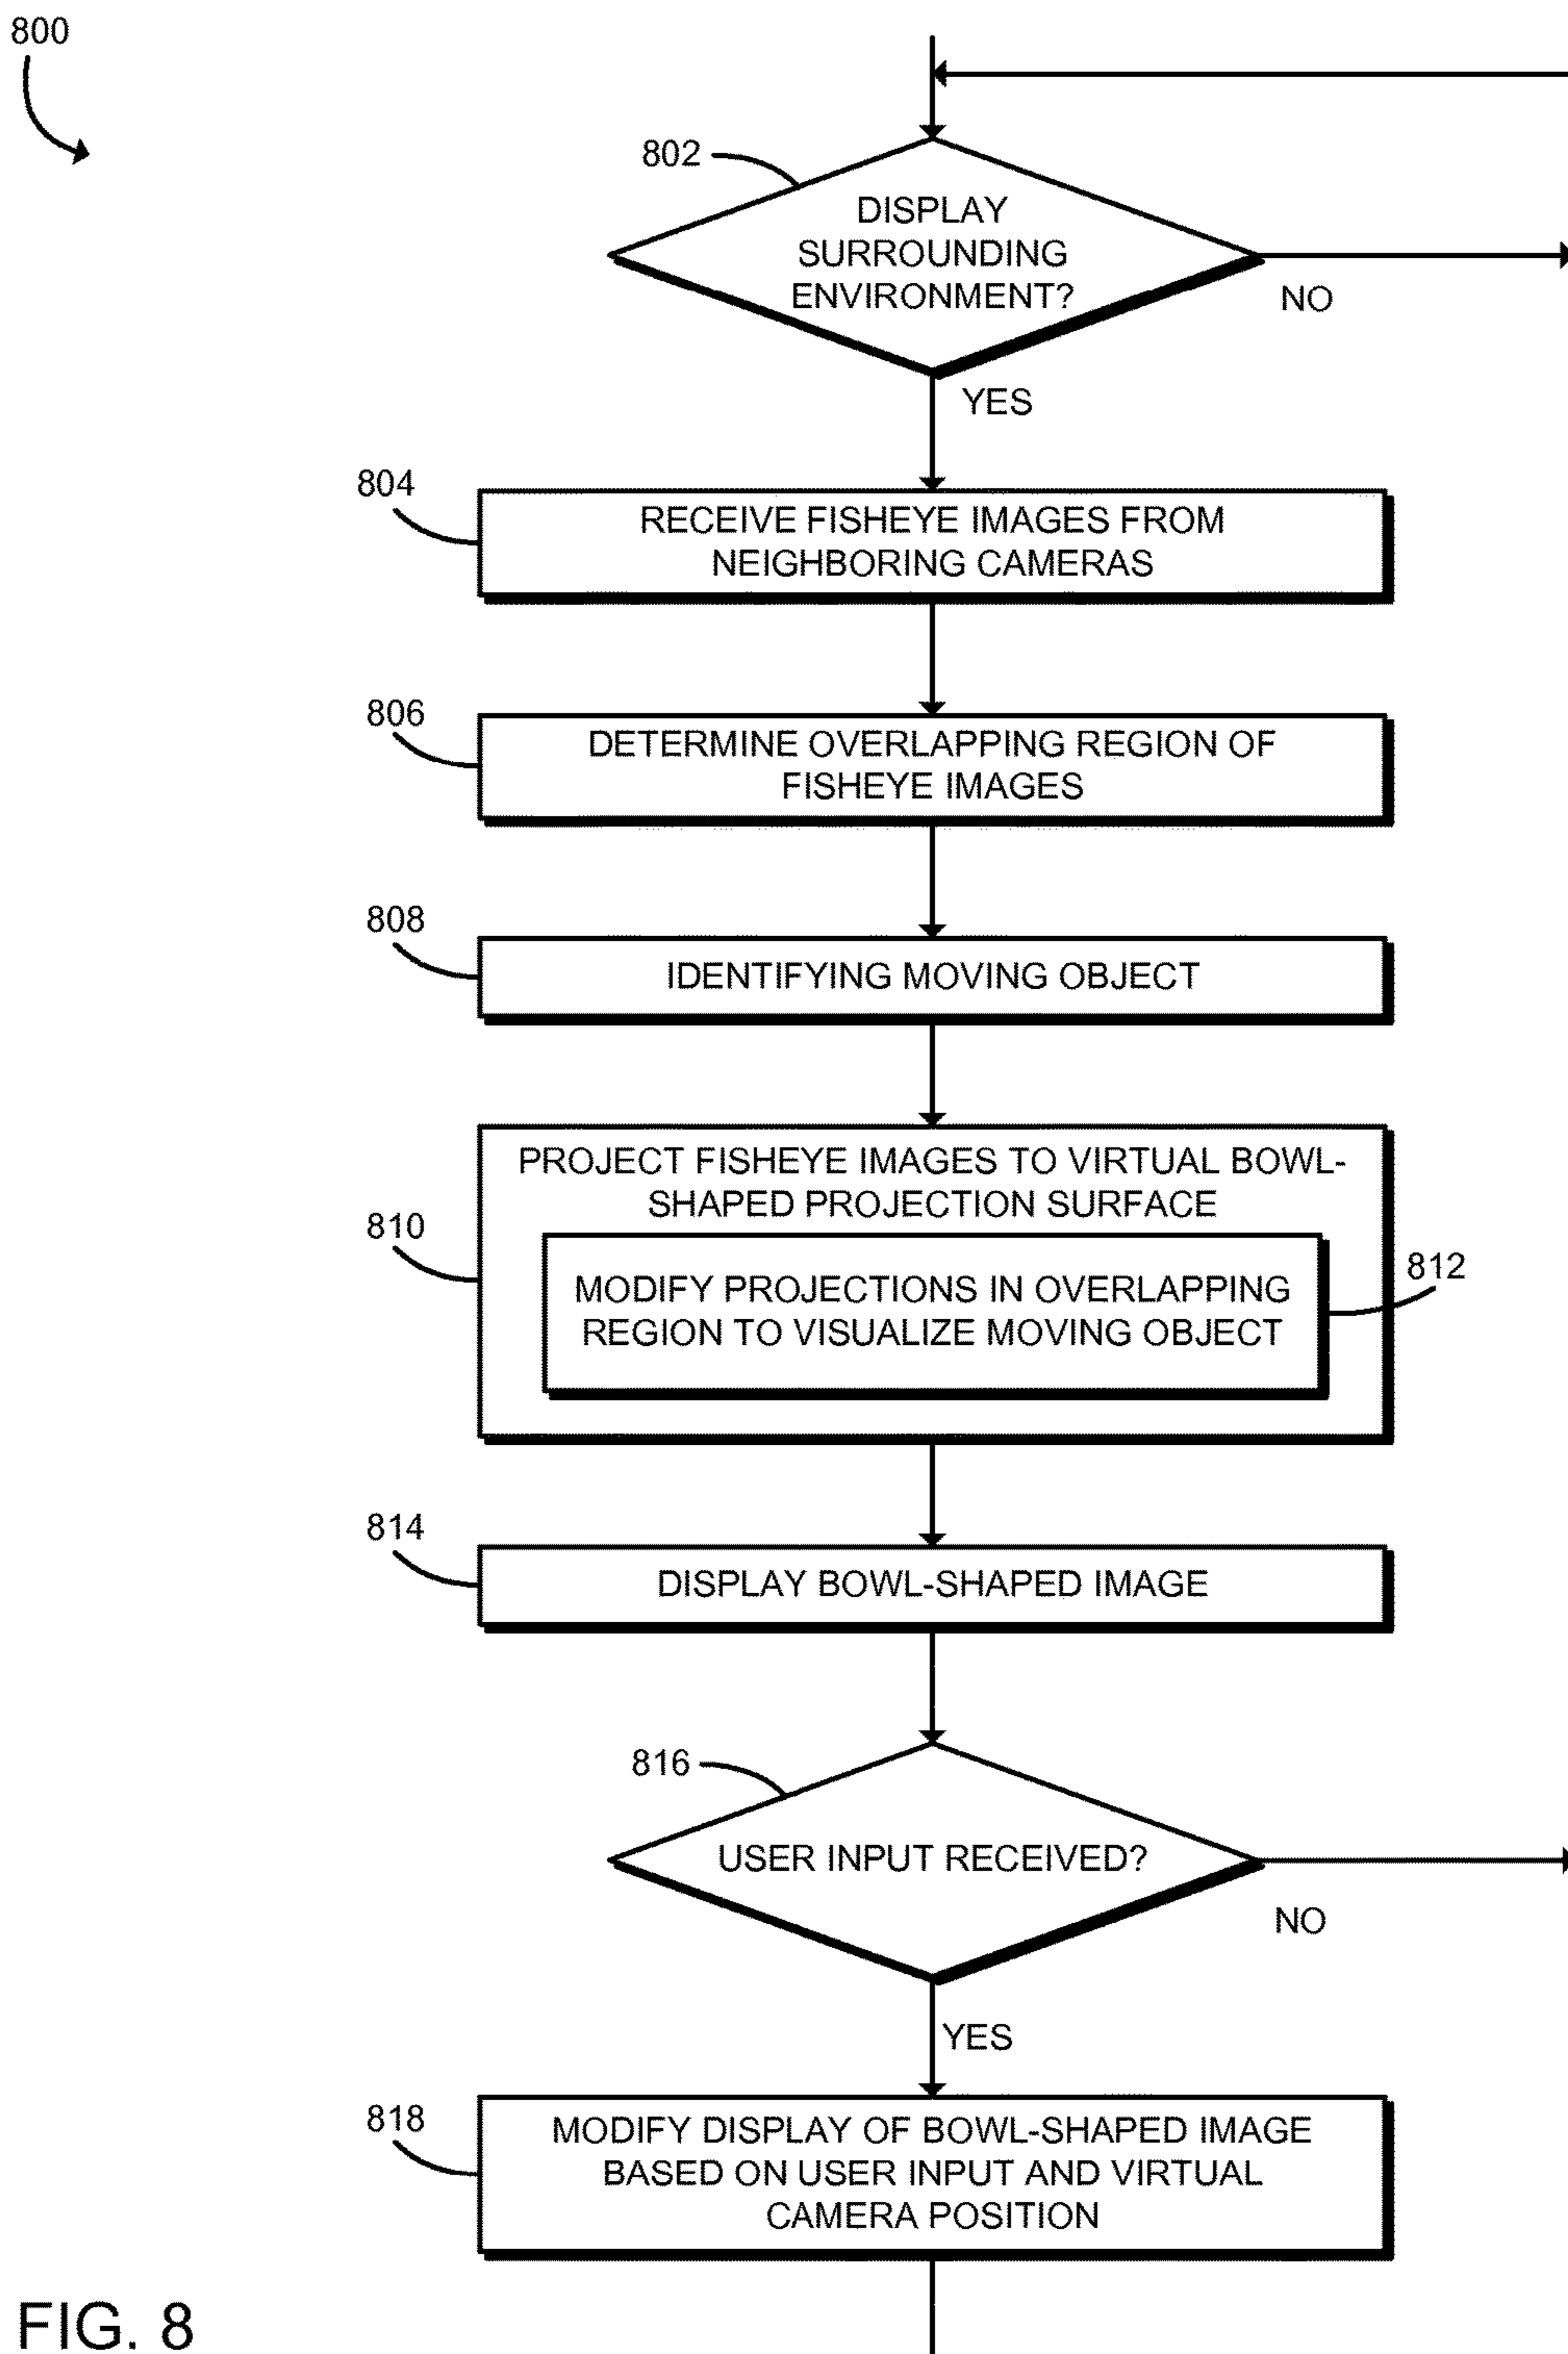 800
802
DISPLAY
SURROUNDING
ENVIRONMENT?
NO
YES
804
RECEIVE FISHEYE IMAGES FROM
NEIGHBORING CAMERAS
806
DETERMINE OVERLAPPING REGION OF
FISHEYE IMAGES
808
IDENTIFYING MOVING OBJECT
PROJECT FISHEYE IMAGES TO VIRTUAL BOWL-
SHAPED PROJECTION SURFACE
810
812
MODIFY PROJECTIONS IN OVERLAPPING
REGION TO VISUALIZE MOVING OBJECT
814
DISPLAY BOWL-SHAPED IMAGE
816
USER INPUT RECEIVED?
NO
YES
818
MODIFY DISPLAY OF BOWL-SHAPED IMAGE
BASED ON USER INPUT AND VIRTUAL
CAMERA POSITION
FIG. 8